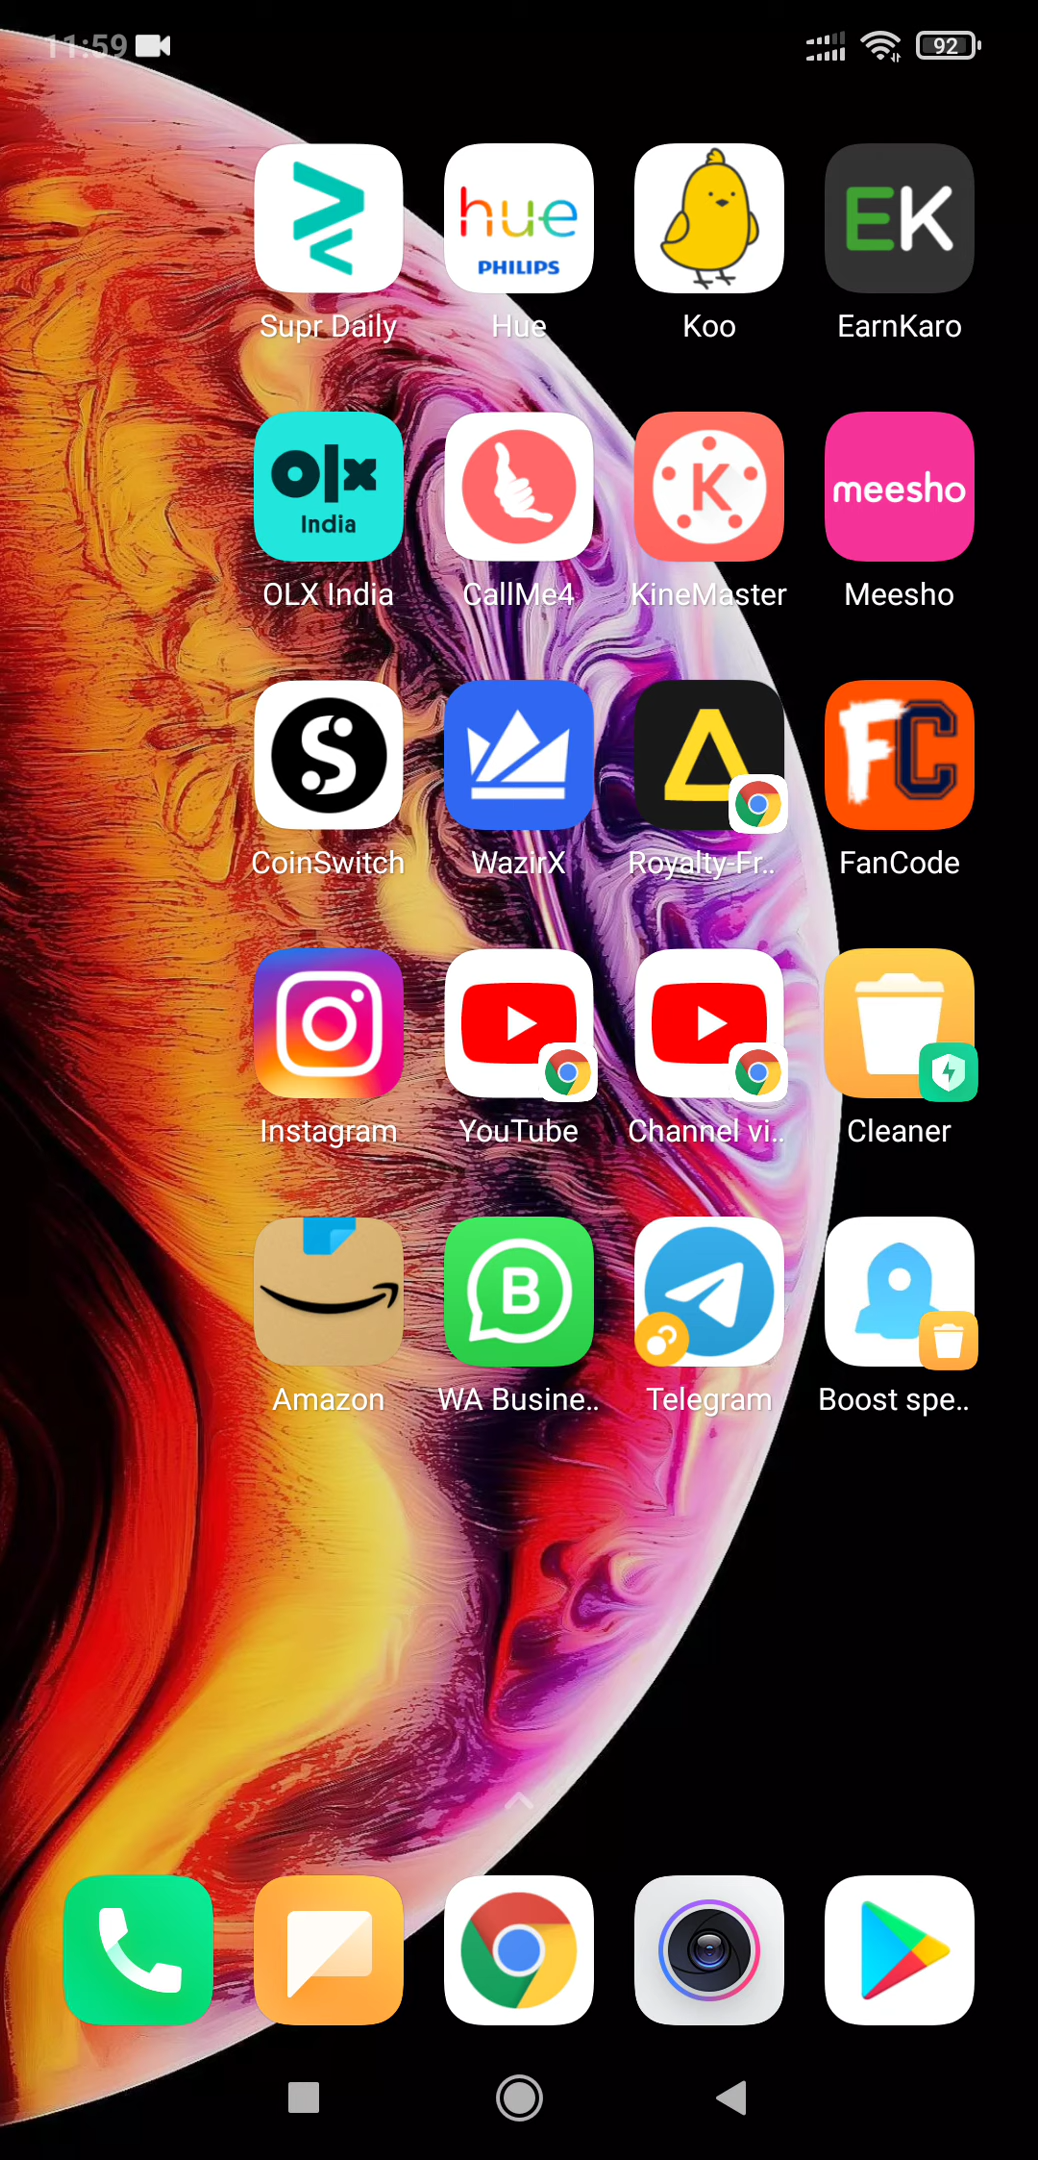 11:59
92
hue
PHILIPS
EK
Supr Daily
Hue
Koo
EarnKaro
olx
India
K
meesho
OLX India
CallMe4
KineMaster
Meesho
S
FC
CoinSwitch
WazirX
Royalty-Fr..
FanCode
Instagram
YouTube
Channel vi..
Cleaner
B
Amazon
WA Busine..
Telegram
Boost spe..